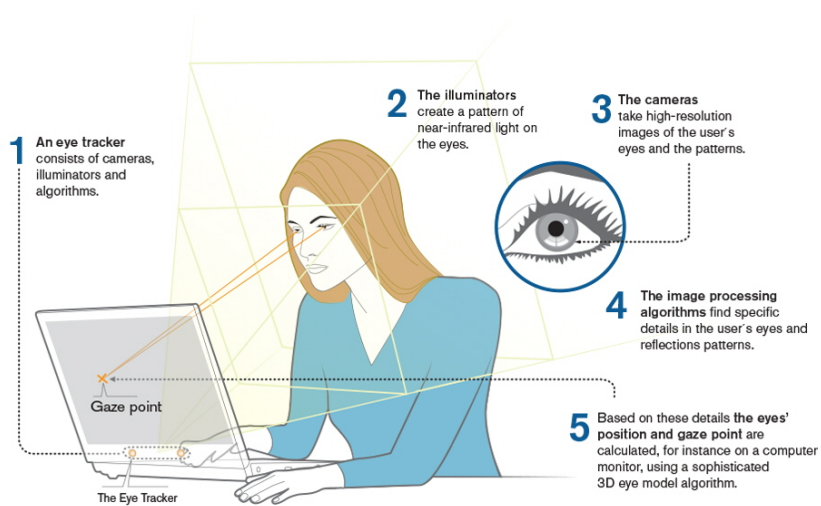 1
An eye tracker
consists of cameras,
illuminators and
algorithms.
2
The illuminators
create a pattern of
near-infrared light on
the eyes.
3
The cameras
take high-resolution
images of the user´s
eyes and the patterns.
4
The image processing
algorithms find specific
details in the user´s eyes and
reflections patterns.
5
Based on these details the eyes’
position and gaze point are
calculated, for instance on a computer
monitor, using a sophisticated
3D eye model algorithm.
Gaze point
The Eye Tracker